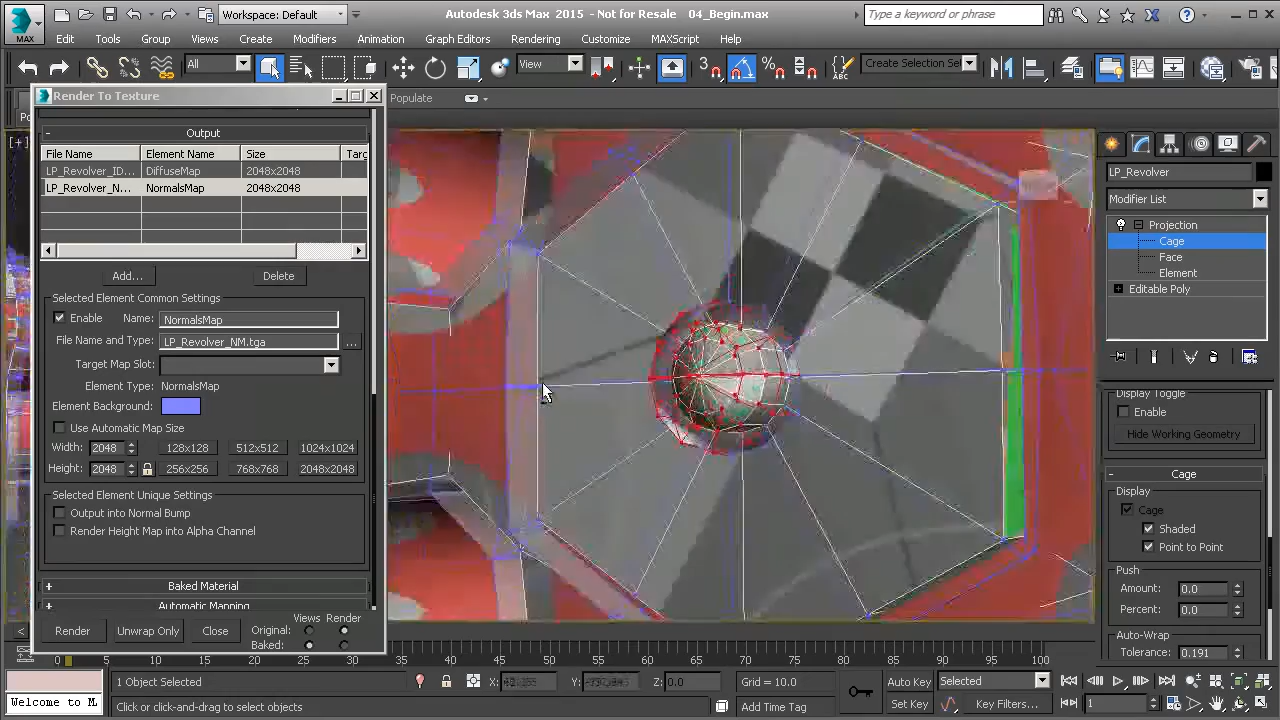 Workspace: Default
Autodesk 3ds Max 2015 - Not for Resale 04_Begin.max
Type a keyword or phrase
MAX
Edit Tools Group Views Create Modifiers Animation Graph Editors Rendering Customize MAXScript Help
All
View
Create Selection Se
Render To Texture
Populate
Output
File Name Element Name Size Targ
LP_Revolver_ID... DiffuseMap 2048x2048
LP_Revolver_N... NormalsMap 2048x2048
Add... Delete
Selected Element Common Settings
Enable Name: NormalsMap
File Name and Type: LP_Revolver_NM.tga ...
Target Map Slot:
Element Type: NormalsMap
Element Background:
Use Automatic Map Size
Width: 2048 128x128 512x512 1024x1024
Height: 2048 256x256 768x768 2048x2048
Selected Element Unique Settings
Output into Normal Bump
Render Height Map into Alpha Channel
+ Baked Material
+ Automatic Mapping
Views Render
Render Unwrap Only Close Original:
Baked:
LP_Revolver
Modifier List
Projection
Cage
Face
Element
Editable Poly
Display Toggle
Enable
Hide Working Geometry
- Cage
Display
Cage
Shaded
Point to Point
Push
Amount: 0.0
Percent: 0.0
Auto-Wrap
Tolerance: 0.191
0 5 10 15 20 25 30 35 40 45 50 55 60 65 70 75 80 85 90 95 100
1 Object Selected X: Y: Z: 0.0 Grid = 10.0 Auto Key Selected
Welcome to M. Click or click-and-drag to select objects Add Time Tag Set Key Key Filters... 1